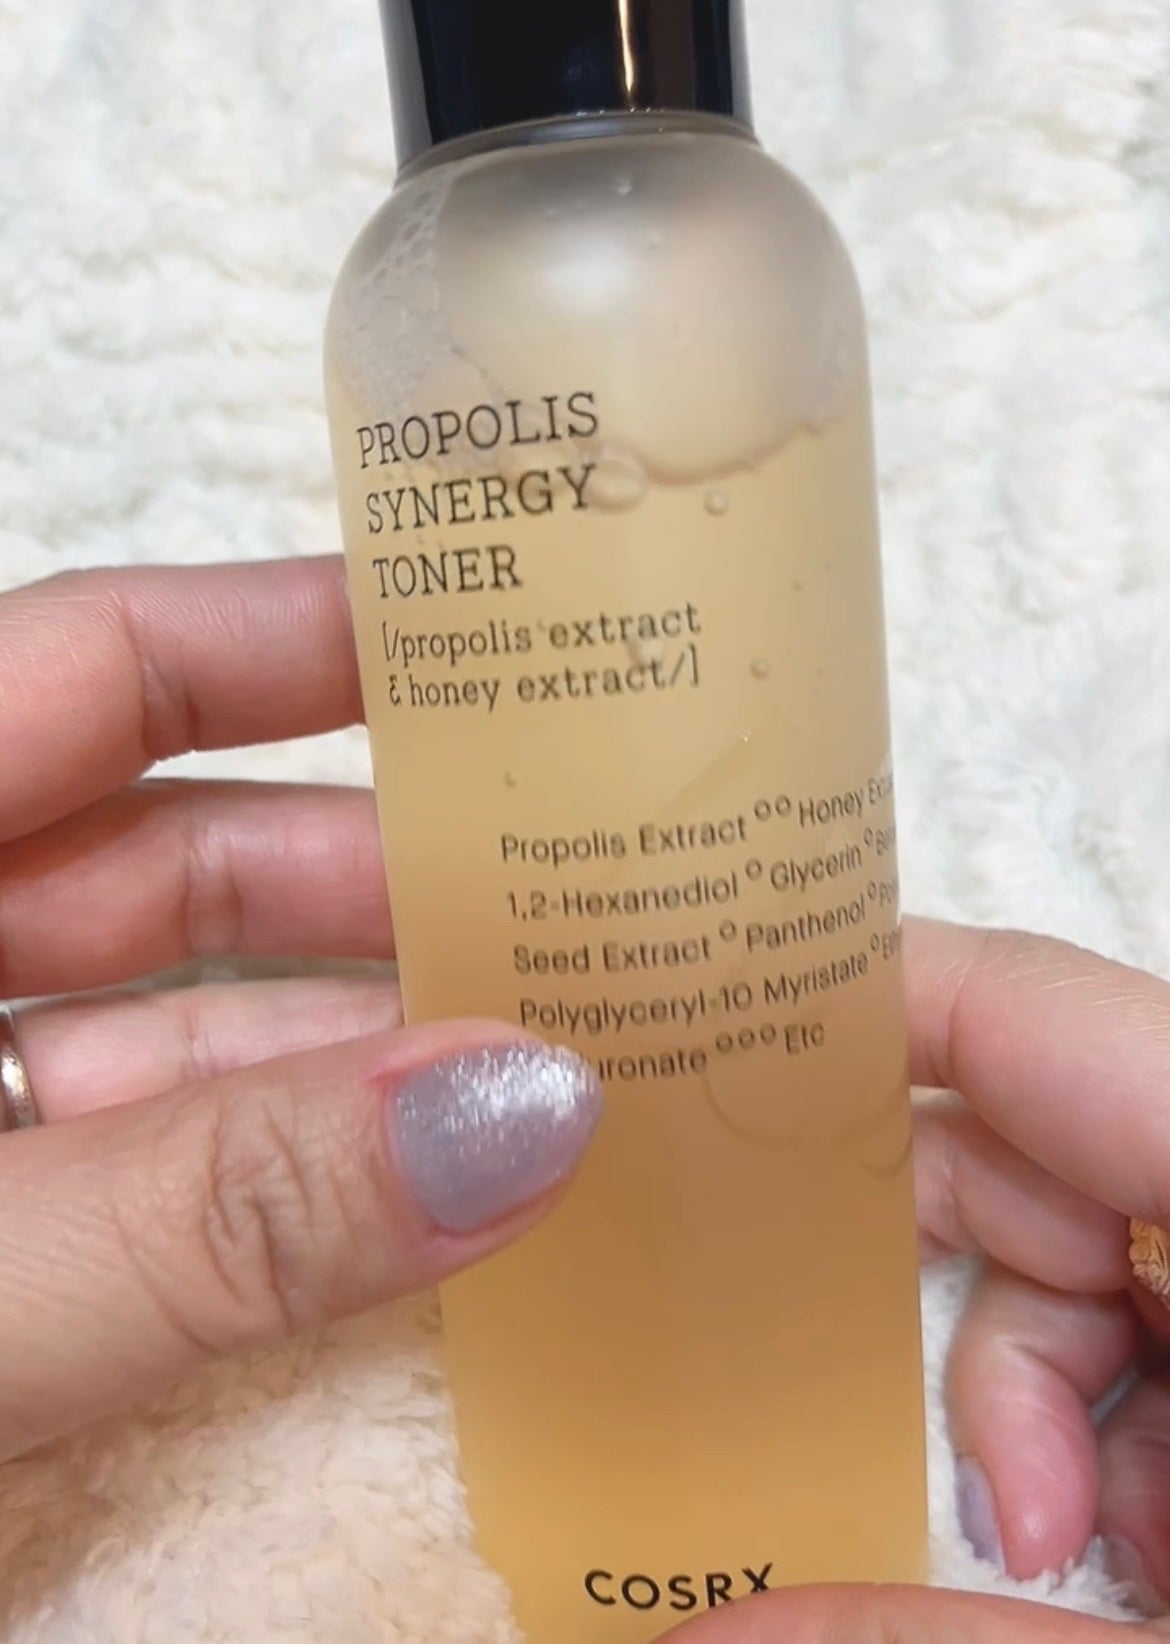 PROPOLIS
SYNERGY
TONER
[/propolis extract
& honey extract/]
Propolis Extract °° Honey
1,2-Hexanediol ° Glycerin °
Seed Extract ° Panthenol °
Polyglyceryl-10 Myristate °
°°° Etc
COSRX